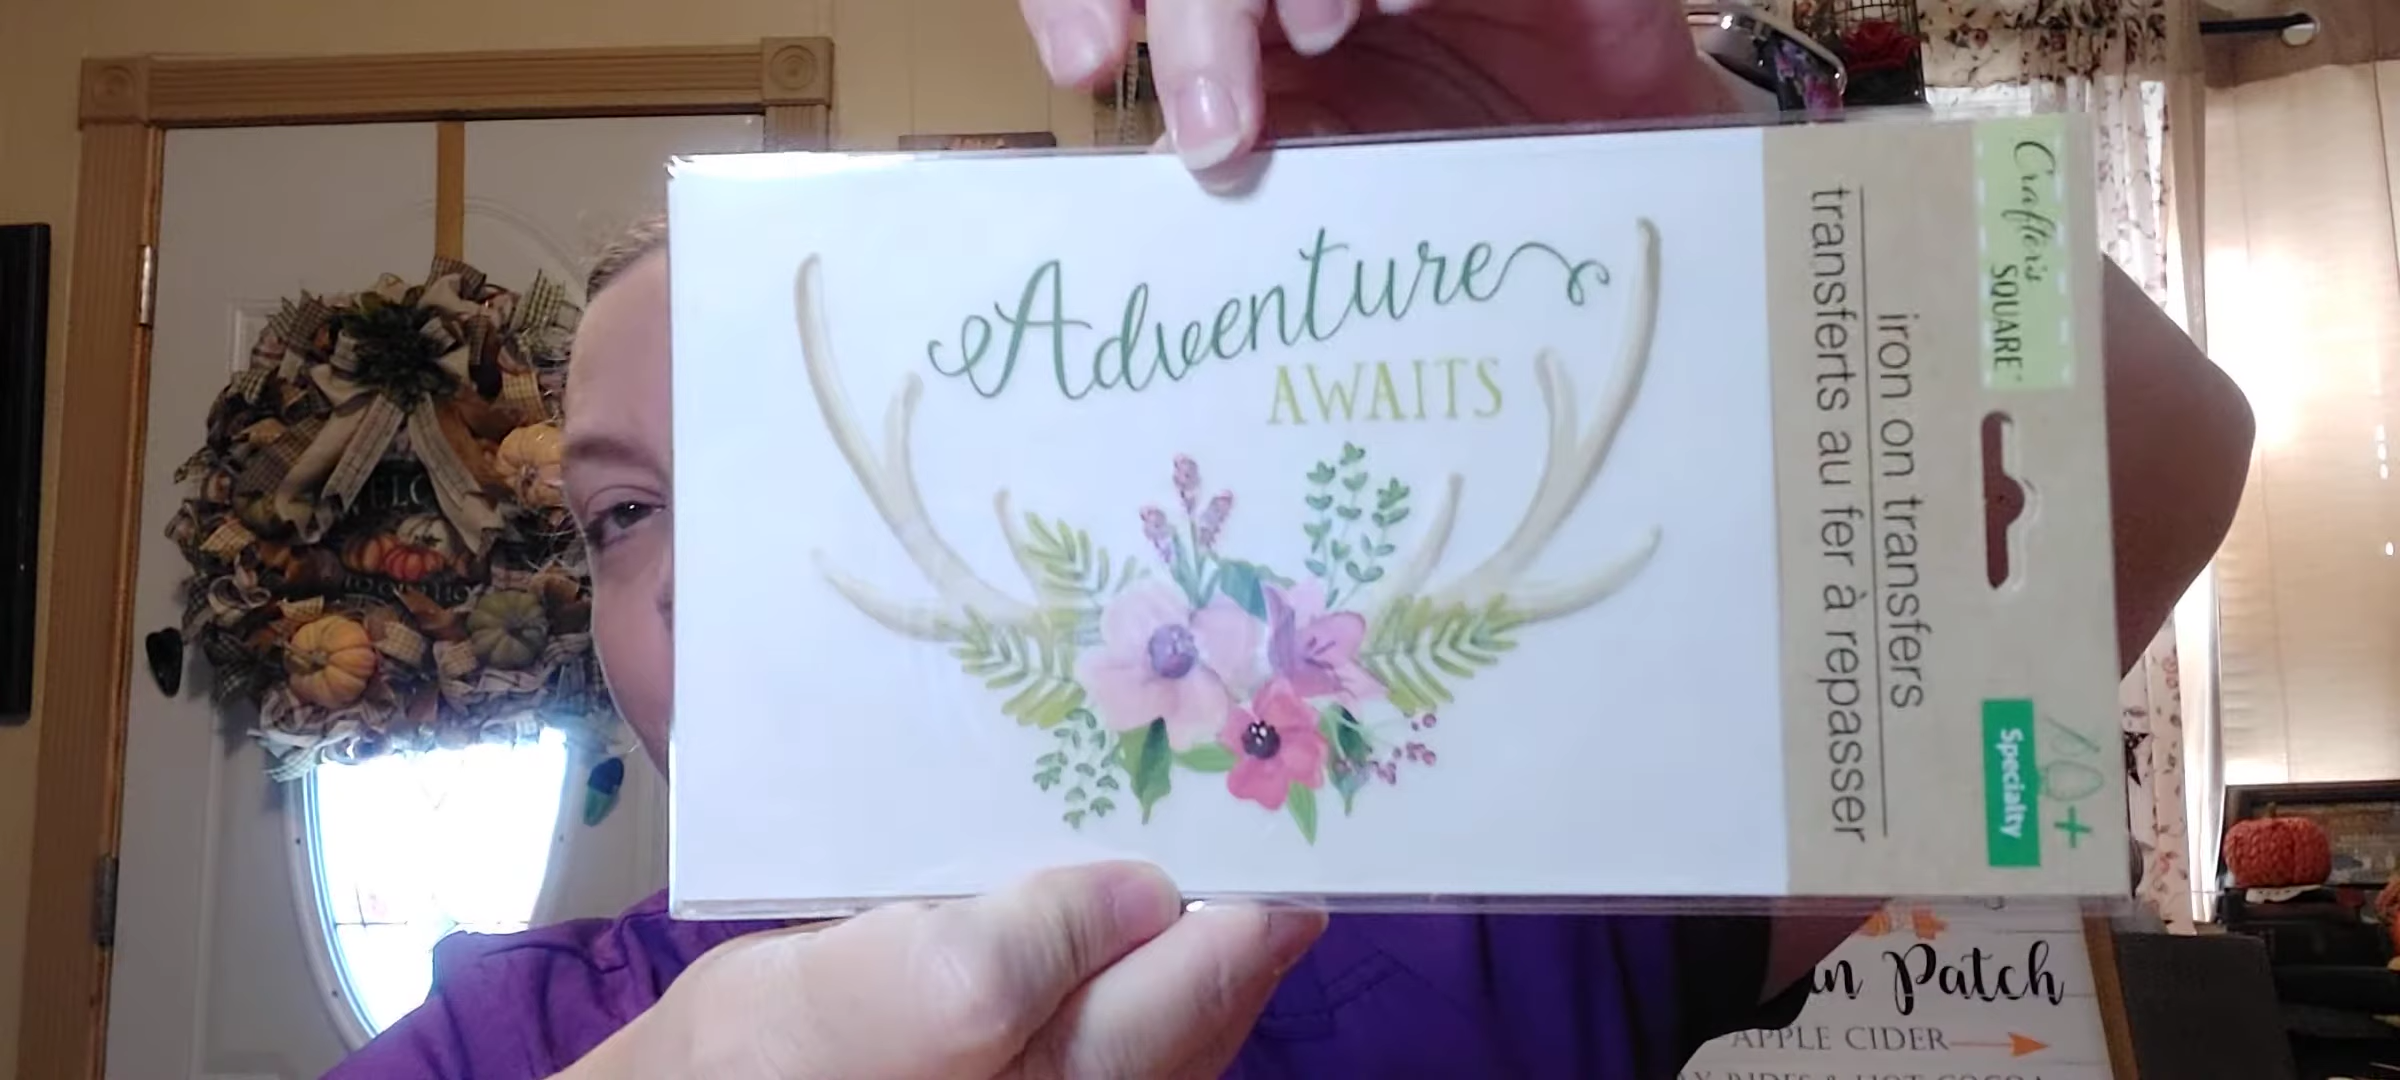 Adventure
AWAITS
Crafter's
SQUARE
iron on transfers
transferts au fer à repasser
Specialty
Patch
APPLE CIDER